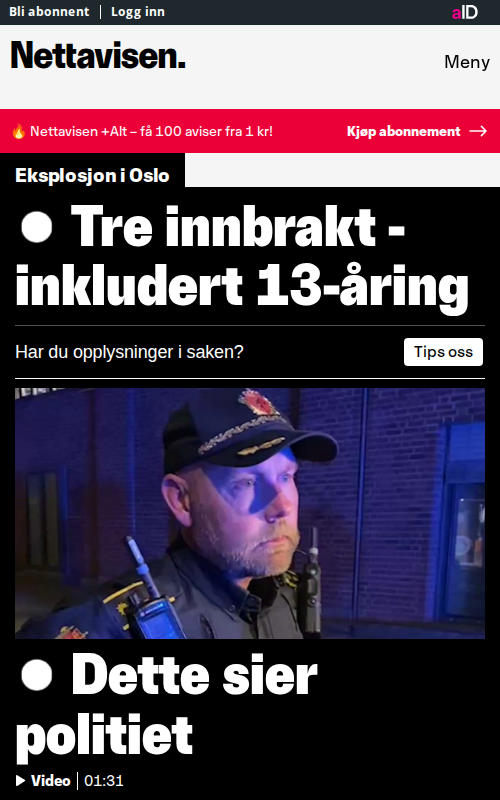 Bli abonnent | Logg inn
aID
Nettavisen.
Meny
🔥 Nettavisen +Alt – få 100 aviser fra 1 kr!
Kjøp abonnement →
Eksplosjon i Oslo
Tre innbrakt -
inkludert 13-åring
Har du opplysninger i saken?
Tips oss
Dette sier
politiet
Video | 01:31